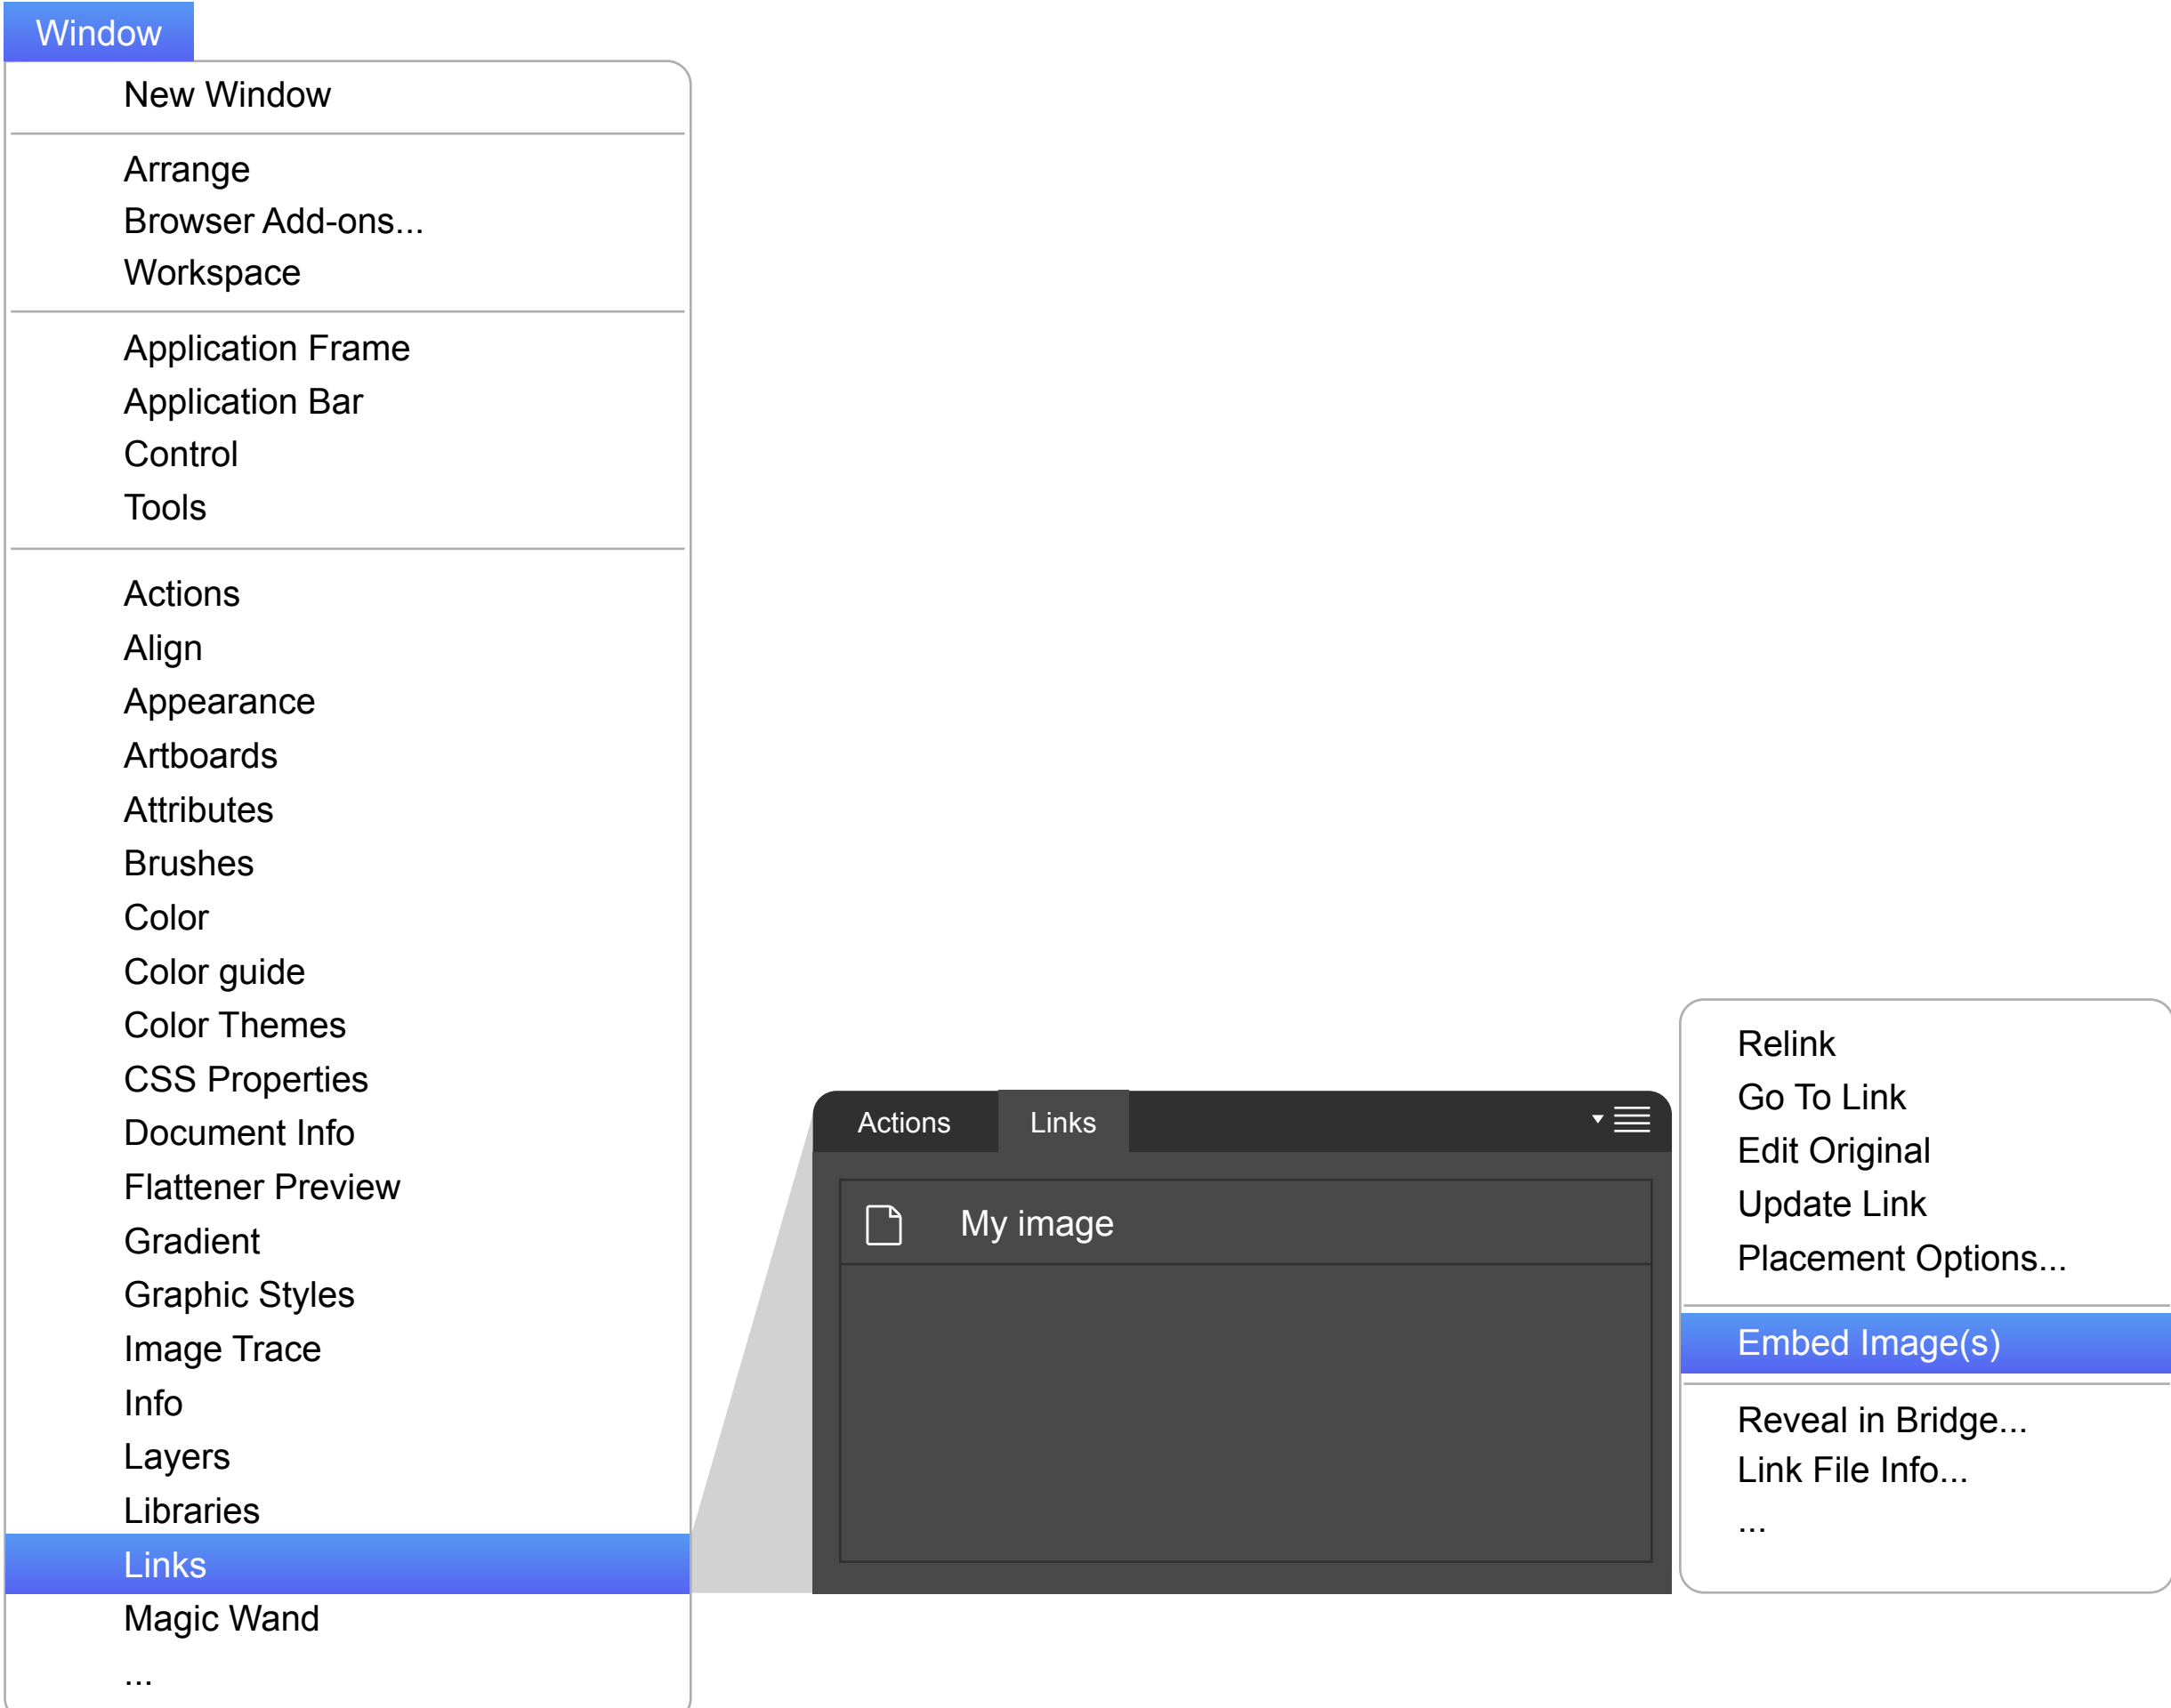 Window
New Window
Arrange
Browser Add-ons...
Workspace
Application Frame
Application Bar
Control
Tools
Actions
Align
Appearance
Artboards
Attributes
Brushes
Color
Color guide
Color Themes
CSS Properties
Document Info
Flattener Preview
Gradient
Graphic Styles
Image Trace
Info
Layers
Libraries
Links
Magic Wand
...
Actions Links
My image
Relink
Go To Link
Edit Original
Update Link
Placement Options...
Embed Image(s)
Reveal in Bridge...
Link File Info...
...